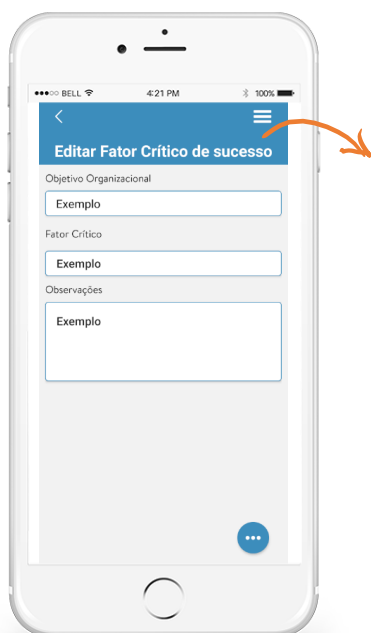 BELL 4:21 PM 100%
Editar Fator Crítico de sucesso
Objetivo Organizacional
Exemplo
Fator Crítico
Exemplo
Observações
Exemplo